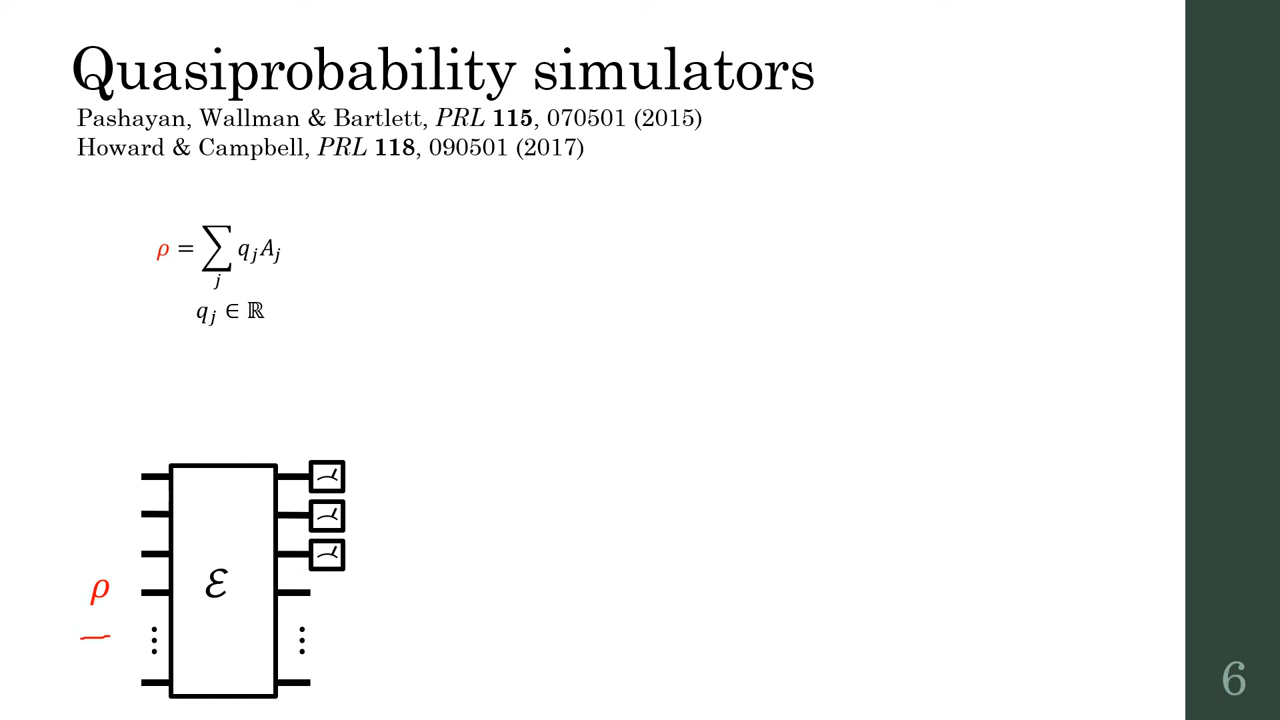 Quasiprobability simulators
Pashayan, Wallman & Bartlett, PRL 115, 070501 (2015)
Howard & Campbell, PRL 118, 090501 (2017)
ρ = ∑_j q_j A_j
q_j ∈ ℝ
ℰ
ρ
6